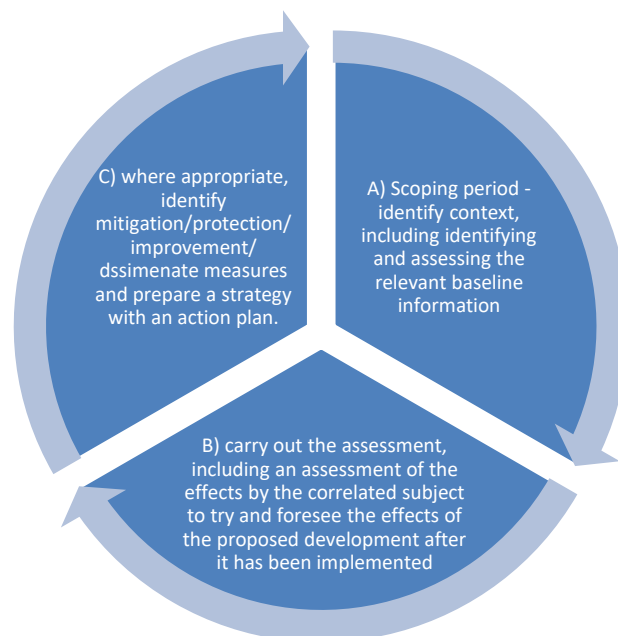 A) Scoping period -
identify context,
including identifying
and assessing the
relevant baseline
information
B) carry out the assessment,
including an assessment of the
effects by the correlated subject
to try and foresee the effects of
the proposed development after
it has been implemented
C) where appropriate,
identify
mitigation/protection/
improvement/
dssimenate measures
and prepare a strategy
with an action plan.